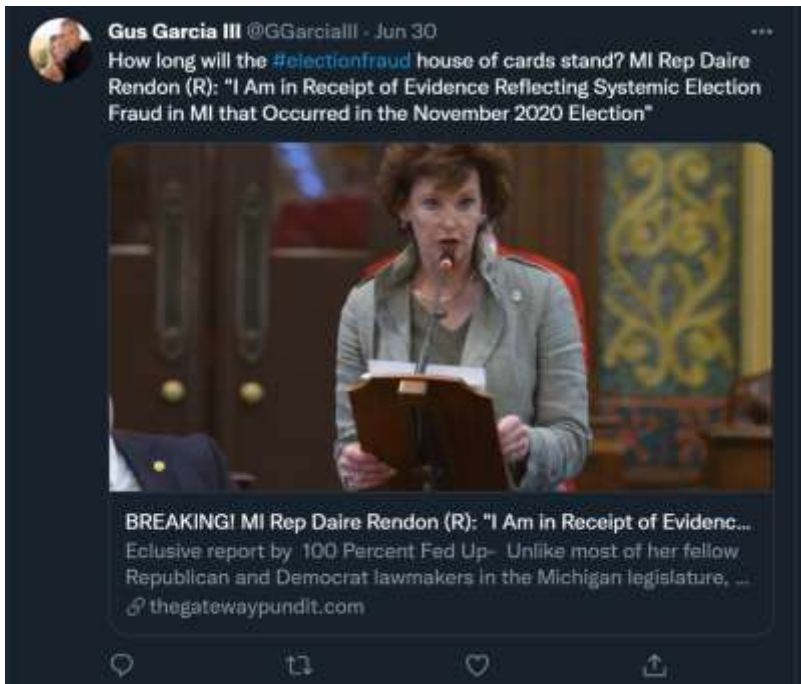 Gus Garcia III @GGarciaIII · Jun 30
How long will the #electionfraud house of cards stand? MI Rep Daire
Rendon (R): "I Am in Receipt of Evidence Reflecting Systemic Election
Fraud in MI that Occurred in the November 2020 Election"
BREAKING! MI Rep Daire Rendon (R): "I Am in Receipt of Evidenc...
Eclusive report by 100 Percent Fed Up- Unlike most of her fellow
Republican and Democrat lawmakers in the Michigan legislature, ...
thegatewaypundit.com